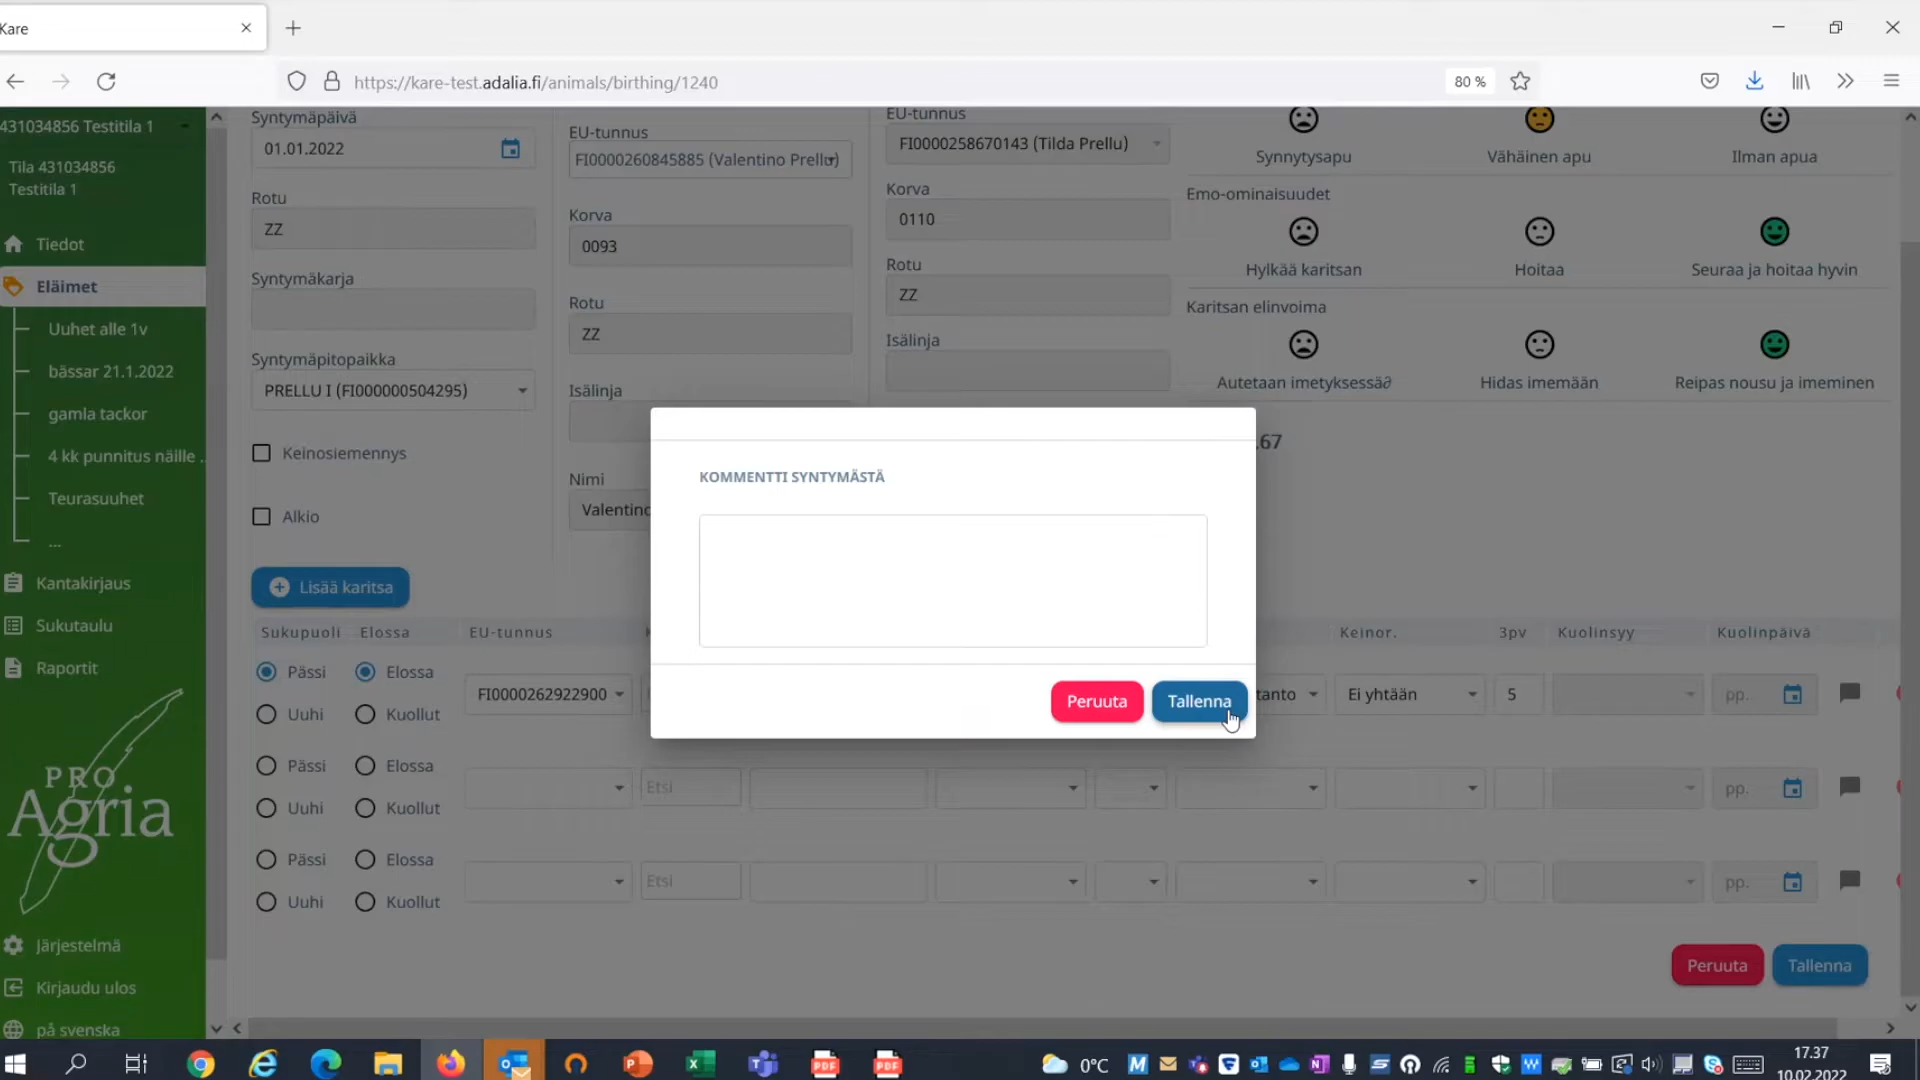 Kare
https://kare-test.adalia.fi/animals/birthing/1240
80 %
431034856 Testitila 1
Tila 431034856
Testitila 1
Tiedot
Eläimet
Uuhet alle 1v
bässar 21.1.2022
gamla tackor
4 kk punnitus näille ...
Teurasuuhet
...
Kantakirjaus
Sukutaulu
Raportit
PRO
Agria
Järjestelmä
Kirjaudu ulos
på svenska
Syntymäpäivä
01.01.2022
Rotu
ZZ
Syntymäkarja
Syntymäpitopaikka
PRELLU I (FI000000504295)
Keinosiemennys
Alkio
EU-tunnus
FI0000260845885 (Valentino Prellu)
Korva
0093
Rotu
ZZ
Isälinja
Nimi
Valentino
EU-tunnus
FI0000258670143 (Tilda Prellu)
Korva
0110
Rotu
ZZ
Isälinja
Synnytysapu
Vähäinen apu
Ilman apua
Emo-ominaisuudet
Hylkää karitsan
Hoitaa
Seuraa ja hoitaa hyvin
Karitsan elinvoima
Autetaan imetyksessä∂
Hidas imemään
Reipas nousu ja imeminen
.67
KOMMENTTI SYNTYMÄSTÄ
Peruuta
Tallenna
Lisää karitsa
Sukupuoli Elossa EU-tunnus Keinor. 3pv Kuolinsyy Kuolinpäivä
Pässi Elossa
FI0000262922900 tanto Ei yhtään 5 pp.
Uuhi Kuollut
Pässi Elossa
Etsi pp.
Uuhi Kuollut
Pässi Elossa
Etsi pp.
Uuhi Kuollut
Peruuta Tallenna
0°C
17.37
10.02.2022